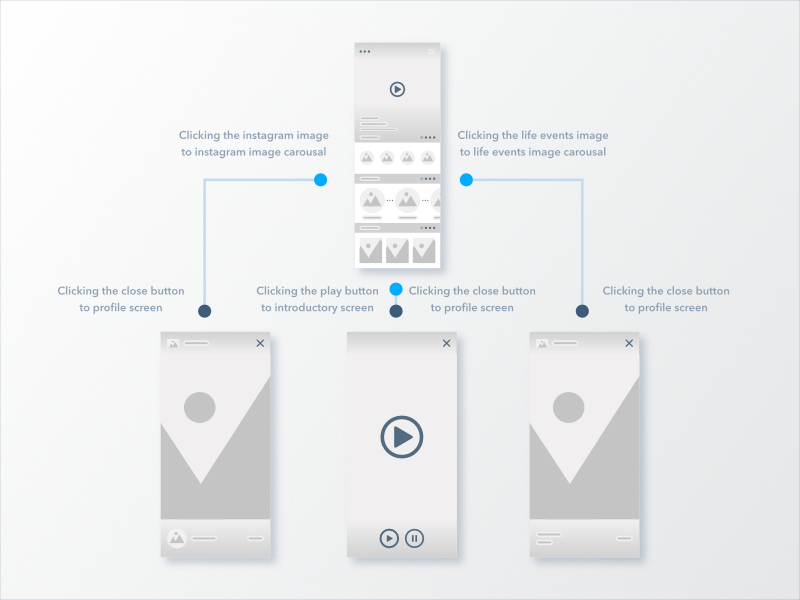 Clicking the instagram image
to instagram image carousal
Clicking the life events image
to life events image carousal
Clicking the close button
to profile screen
Clicking the play button
to introductory screen
Clicking the close button
to profile screen
Clicking the close button
to profile screen